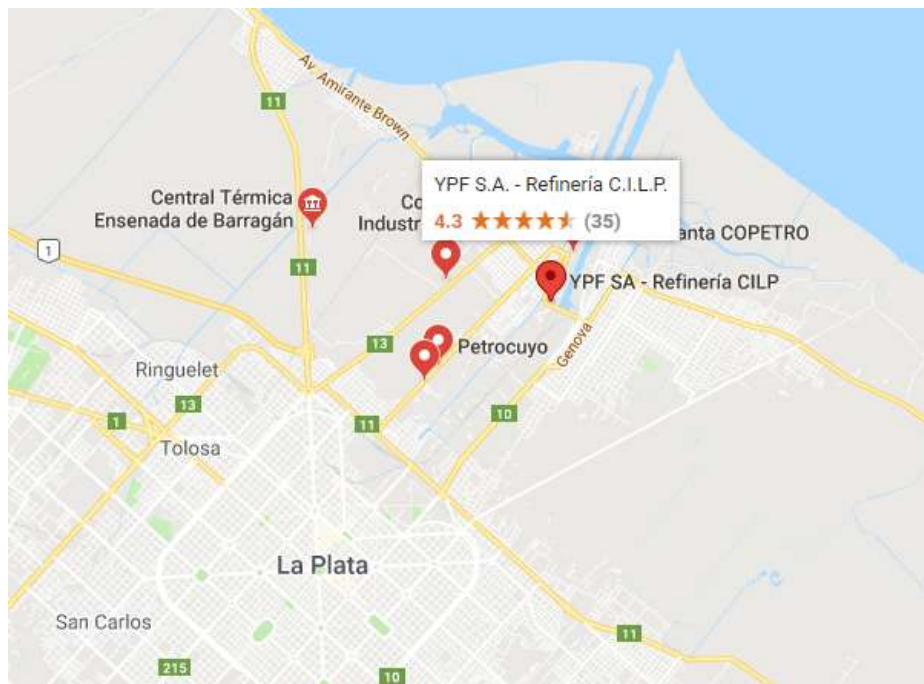 Av. Amirante Brown
11
YPF S.A. - Refinería C.I.L.P.
4.3 (35)
Central Térmica
Ensenada de Barragán
Co
Industr
anta COPETRO
1
11
YPF SA - Refinería CILP
13
Genova
Petrocuyo
Ringuelet
13
1
11
10
Tolosa
La Plata
San Carlos
11
215
10